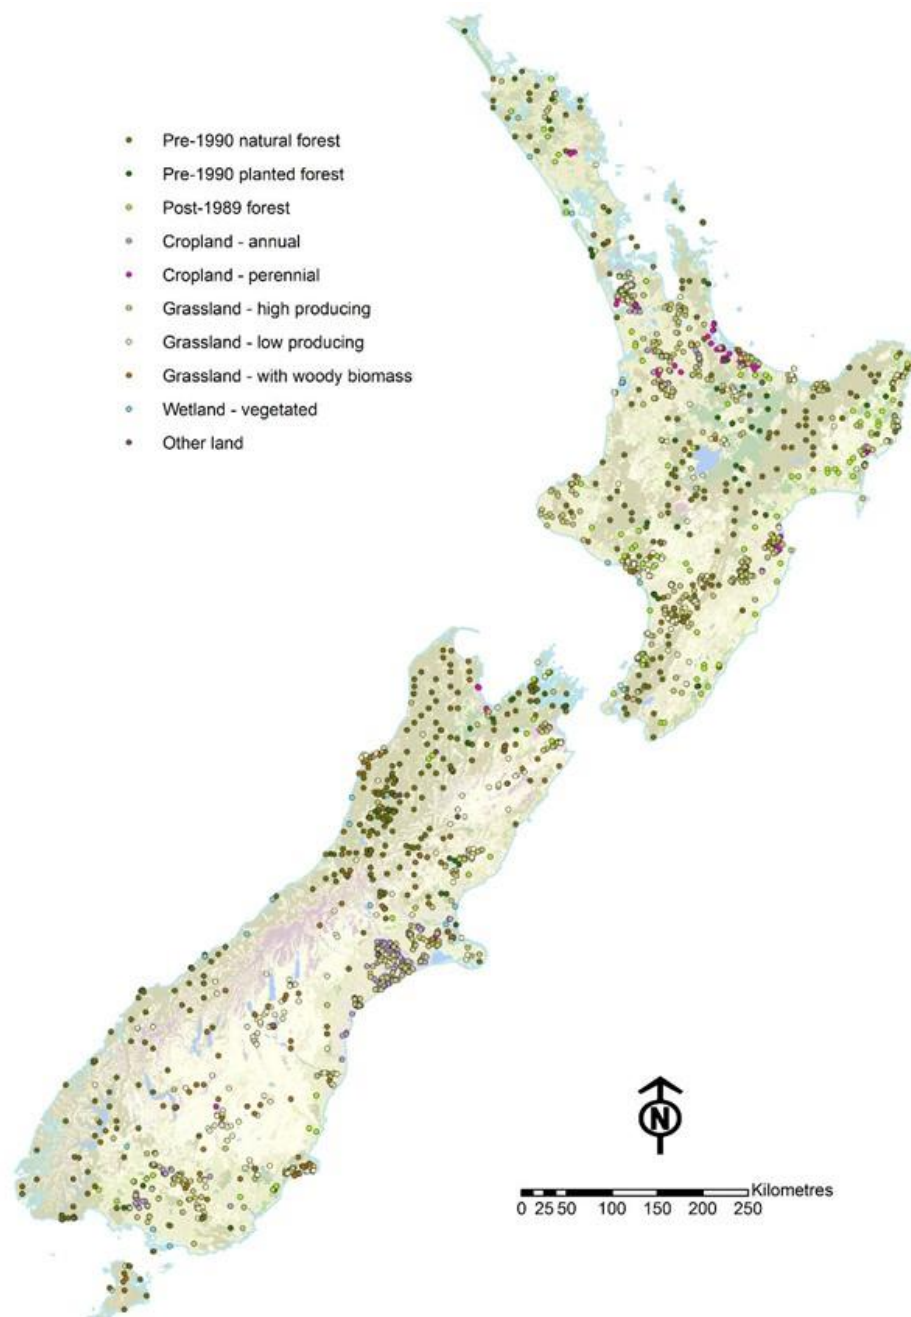 Pre-1990 natural forest
Pre-1990 planted forest
Post-1989 forest
Cropland - annual
Cropland - perennial
Grassland - high producing
Grassland - low producing
Grassland - with woody biomass
Wetland - vegetated
Other land
N
Kilometres
0 25 50 100 150 200 250